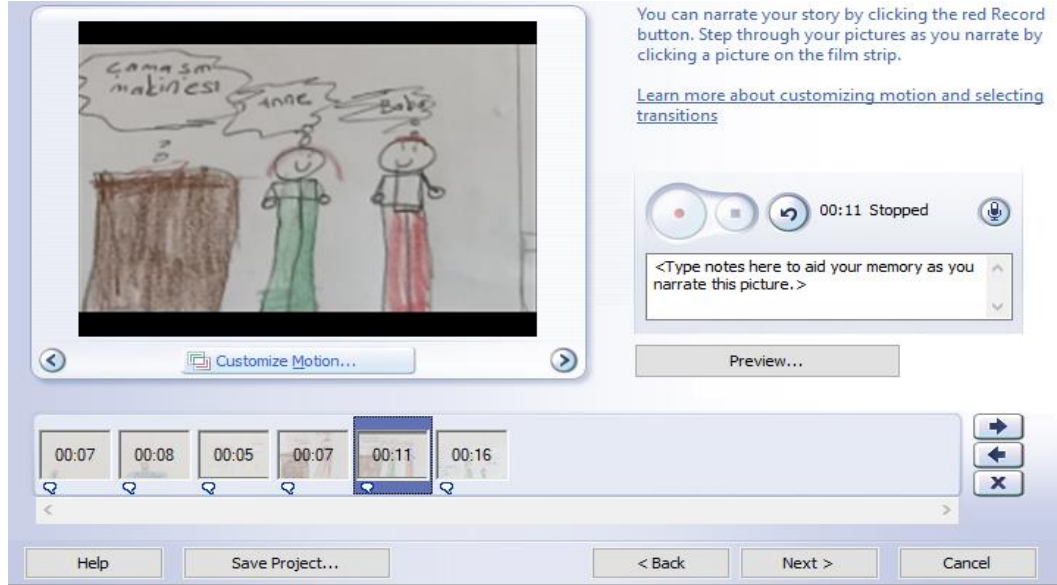 You can narrate your story by clicking the red Record
button. Step through your pictures as you narrate by
clicking a picture on the film strip.
Learn more about customizing motion and selecting
transitions
Çamaşır
makinesi
Anne
Baba
00:11 Stopped
<Type notes here to aid your memory as you
narrate this picture.>
Customize Motion...
Preview...
00:07
00:08
00:05
00:07
00:11
00:16
Help
Save Project...
< Back
Next >
Cancel